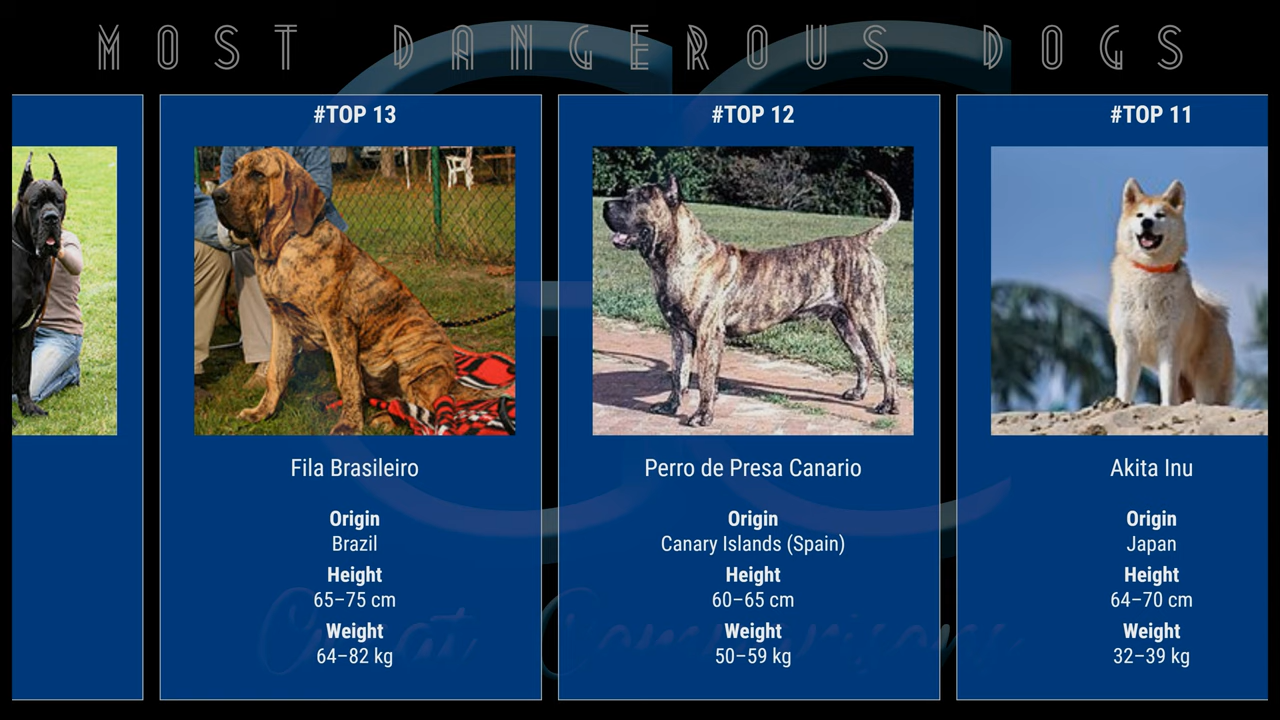 MOST DANGEROUS DOGS
#TOP 13
Fila Brasileiro
Origin
Brazil
Height
65–75 cm
Weight
64–82 kg
#TOP 12
Perro de Presa Canario
Origin
Canary Islands (Spain)
Height
60–65 cm
Weight
50–59 kg
#TOP 11
Akita Inu
Origin
Japan
Height
64–70 cm
Weight
32–39 kg
Great Comparisons